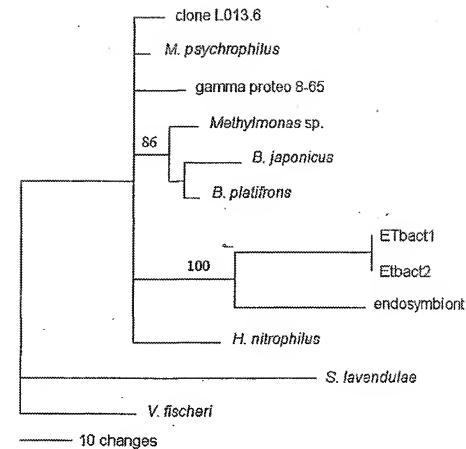 clone L013.6
M. psychrophilus
gamma proteo 8-65
Methylmonas sp.
86
B. japonicus
B. platifrons
ETbact1
100
Etbact2
endosymbiont
H. nitrophilus
S. lavendulae
V. fischeri
10 changes